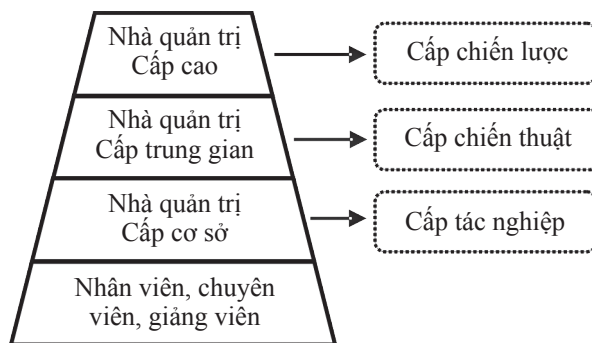 Nhà quản trị
Cấp cao
Cấp chiến lược
Nhà quản trị
Cấp trung gian
Cấp chiến thuật
Nhà quản trị
Cấp cơ sở
Cấp tác nghiệp
Nhân viên, chuyên
viên, giảng viên